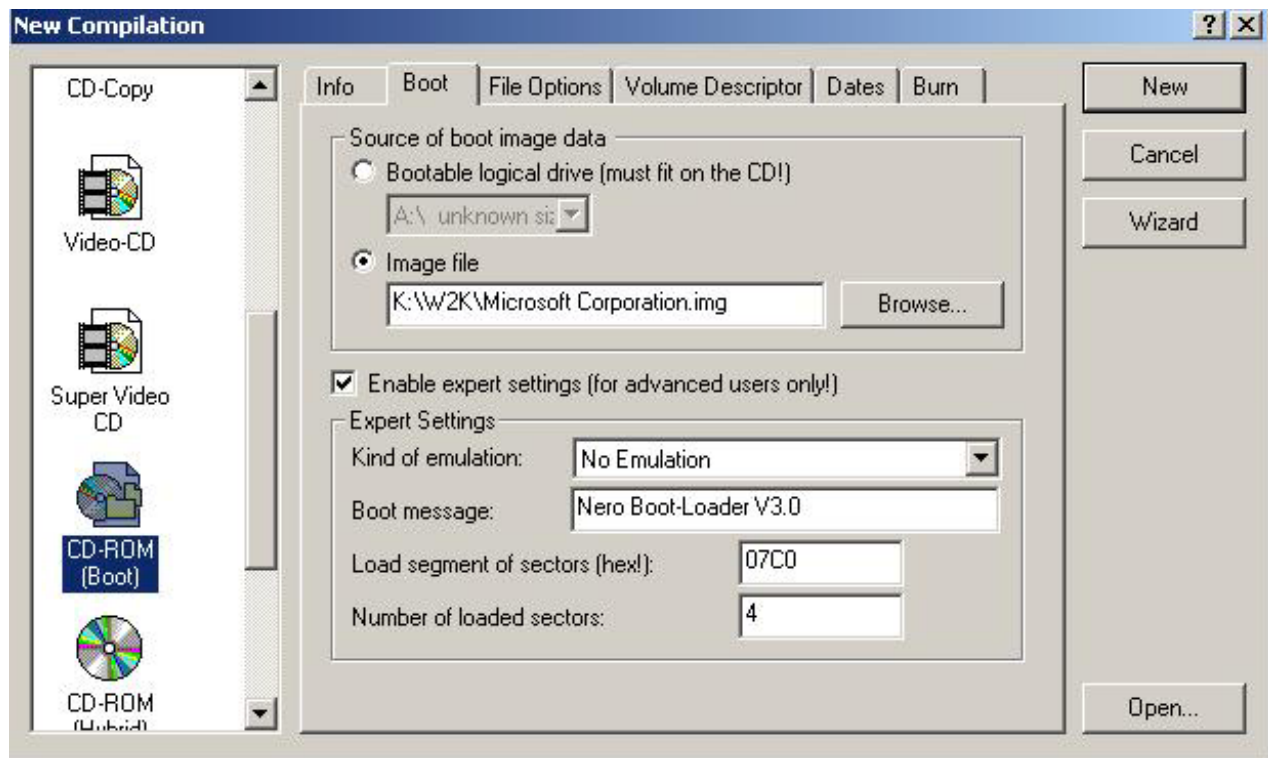 New Compilation
CD-Copy
Video-CD
Super Video
CD
CD-ROM
(Boot)
CD-ROM
(Hybrid)
Info
Boot
File Options
Volume Descriptor
Dates
Burn
Source of boot image data
Bootable logical drive (must fit on the CD!)
A:\ unknown siz
Image file
K:\W2K\Microsoft Corporation.img
Browse...
Enable expert settings (for advanced users only!)
Expert Settings
Kind of emulation:
No Emulation
Boot message:
Nero Boot-Loader V3.0
Load segment of sectors (hex!):
07C0
Number of loaded sectors:
4
New
Cancel
Wizard
Open...